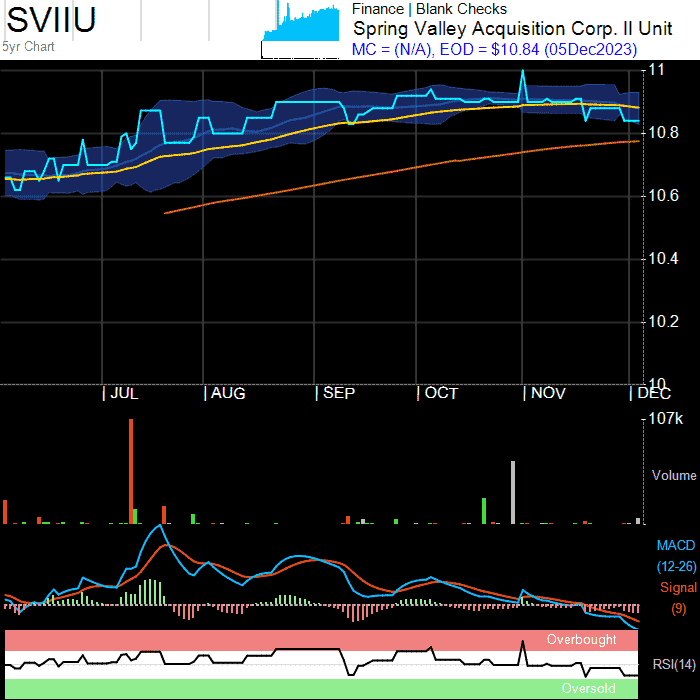 SVIIU
5yr Chart
Finance | Blank Checks
Spring Valley Acquisition Corp. II Unit
MC = (N/A), EOD = $10.84 (05Dec2023)
11
10.8
10.6
10.4
10.2
10
| JUL | AUG | SEP | OCT | NOV | DEC
107k
Volume
MACD
(12-26)
Signal
(9)
Overbought
RSI(14)
Oversold